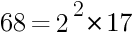 68 = 2² × 17